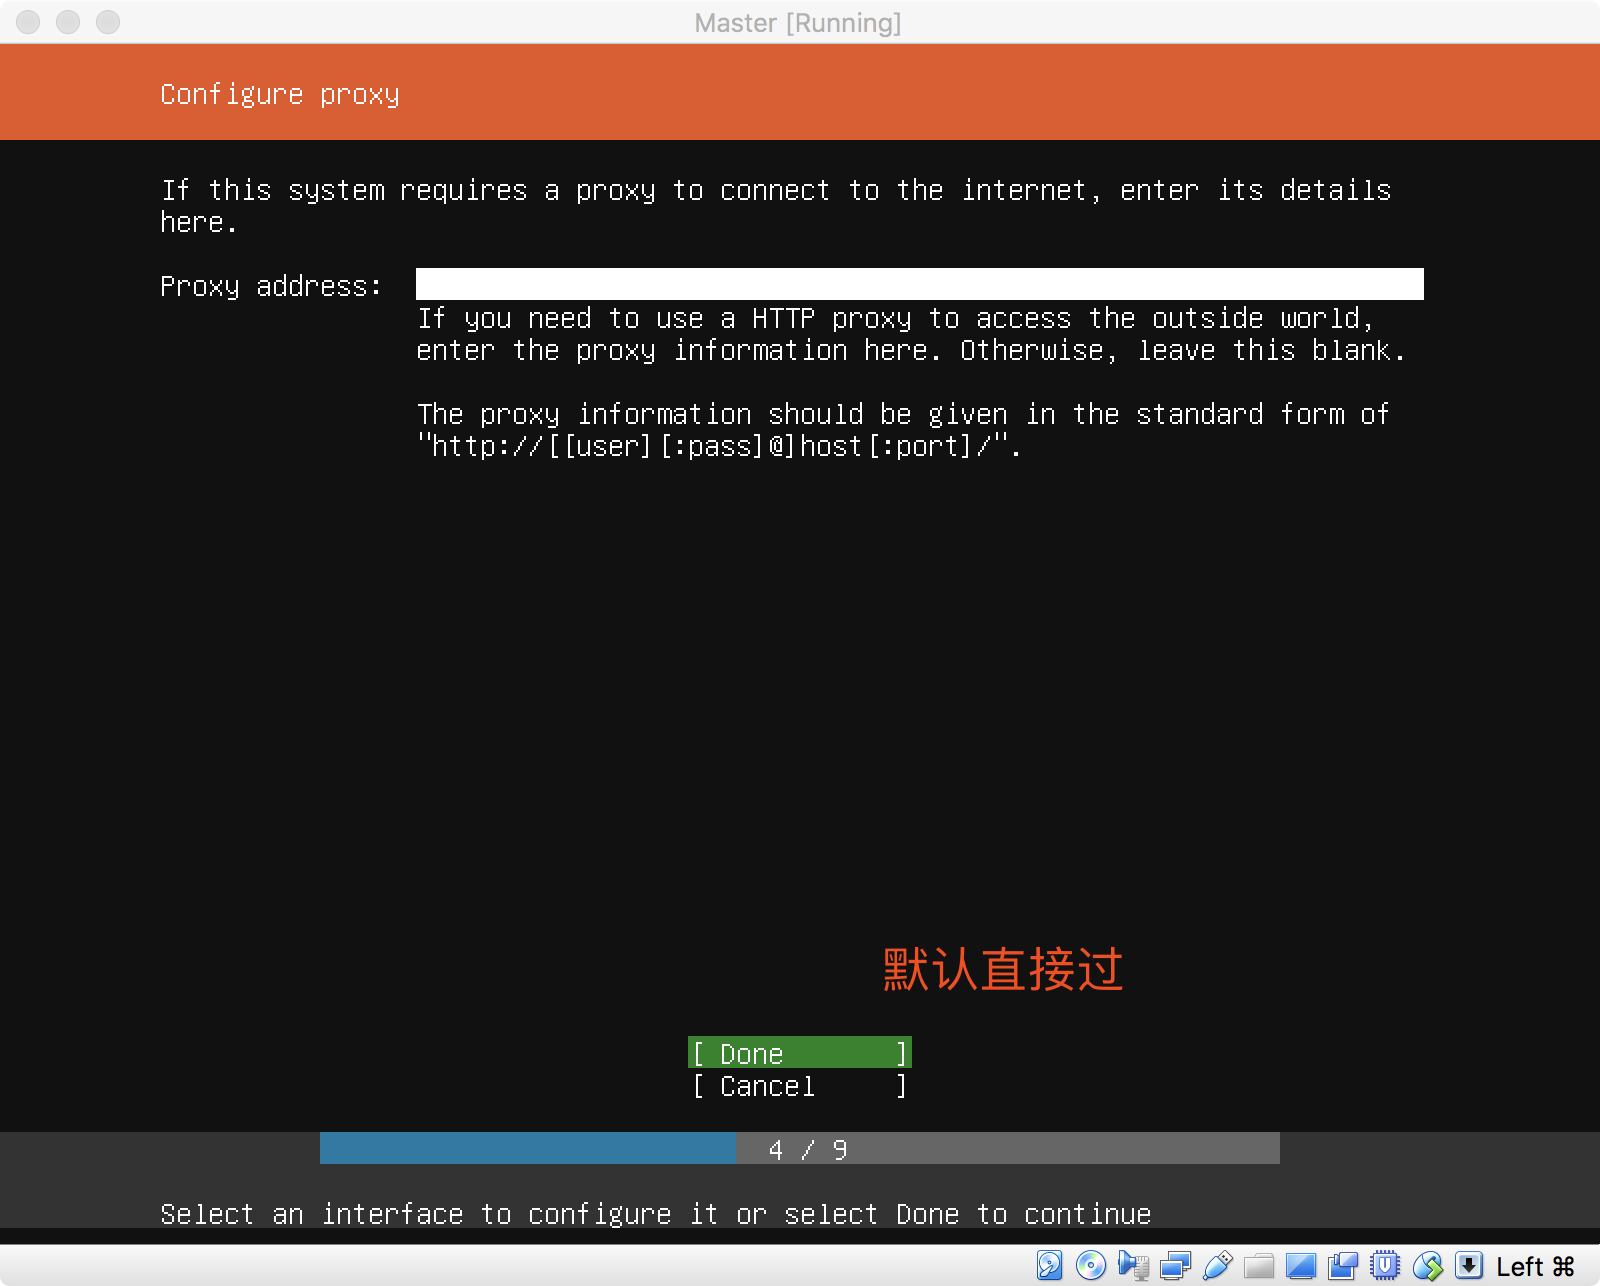 Master [Running]
Configure proxy
If this system requires a proxy to connect to the internet, enter its details
here.
Proxy address:
If you need to use a HTTP proxy to access the outside world,
enter the proxy information here. Otherwise, leave this blank.
The proxy information should be given in the standard form of
"http://[[user][:pass]@]host[:port]/".
默认直接过
[ Done ]
[ Cancel ]
4 / 9
Select an interface to configure it or select Done to continue
Left ⌘